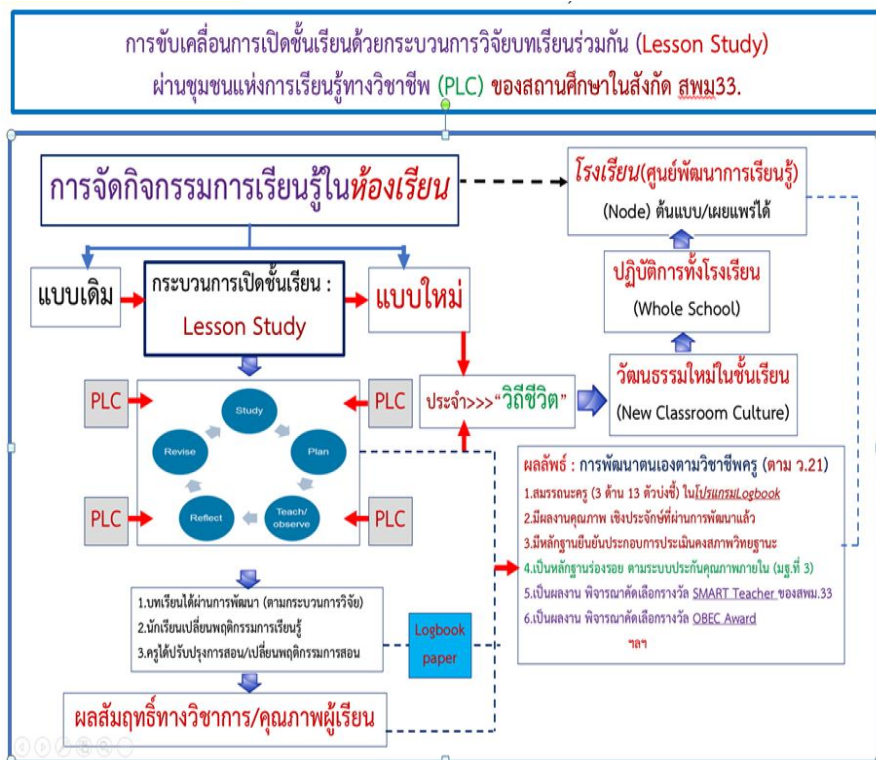 การขับเคลื่อนการเปิดชั้นเรียนด้วยกระบวนการวิจัยบทเรียนร่วมกัน (Lesson Study)
ผ่านชุมชนแห่งการเรียนรู้ทางวิชาชีพ (PLC) ของสถานศึกษาในสังกัด สพม33.
การจัดกิจกรรมการเรียนรู้ในห้องเรียน
โรงเรียน(ศูนย์พัฒนาการเรียนรู้)
(Node) ต้นแบบ/เผยแพร่ได้
แบบเดิม
กระบวนการเปิดชั้นเรียน :
Lesson Study
แบบใหม่
ปฏิบัติการทั้งโรงเรียน
(Whole School)
PLC
PLC
Study
Plan
Teach/
observe
Reflect
Revise
PLC
PLC
ประจำ>>>“วิถีชีวิต”
วัฒนธรรมใหม่ในชั้นเรียน
(New Classroom Culture)
ผลลัพธ์ : การพัฒนาตนเองตามวิชาชีพครู (ตาม ว.21)
1.สมรรถนะครู (3 ด้าน 13 ตัวบ่งชี้) ในโปรแกรมLogbook
2.มีผลงานคุณภาพ เชิงประจักษ์ที่ผ่านการพัฒนาแล้ว
3.มีหลักฐานยืนยันประกอบการประเมินคงสภาพวิทยฐานะ
4.เป็นหลักฐานร่องรอย ตามระบบประกันคุณภาพภายใน (มฐ.ที่ 3)
5.เป็นผลงาน พิจารณาคัดเลือกรางวัล SMART Teacher ของสพม.33
6.เป็นผลงาน พิจารณาคัดเลือกรางวัล OBEC Award
ฯลฯ
1.บทเรียนได้ผ่านการพัฒนา (ตามกระบวนการวิจัย)
2.นักเรียนเปลี่ยนพฤติกรรมการเรียนรู้
3.ครูได้ปรับปรุงการสอน/เปลี่ยนพฤติกรรมการสอน
Logbook
paper
ผลสัมฤทธิ์ทางวิชาการ/คุณภาพผู้เรียน